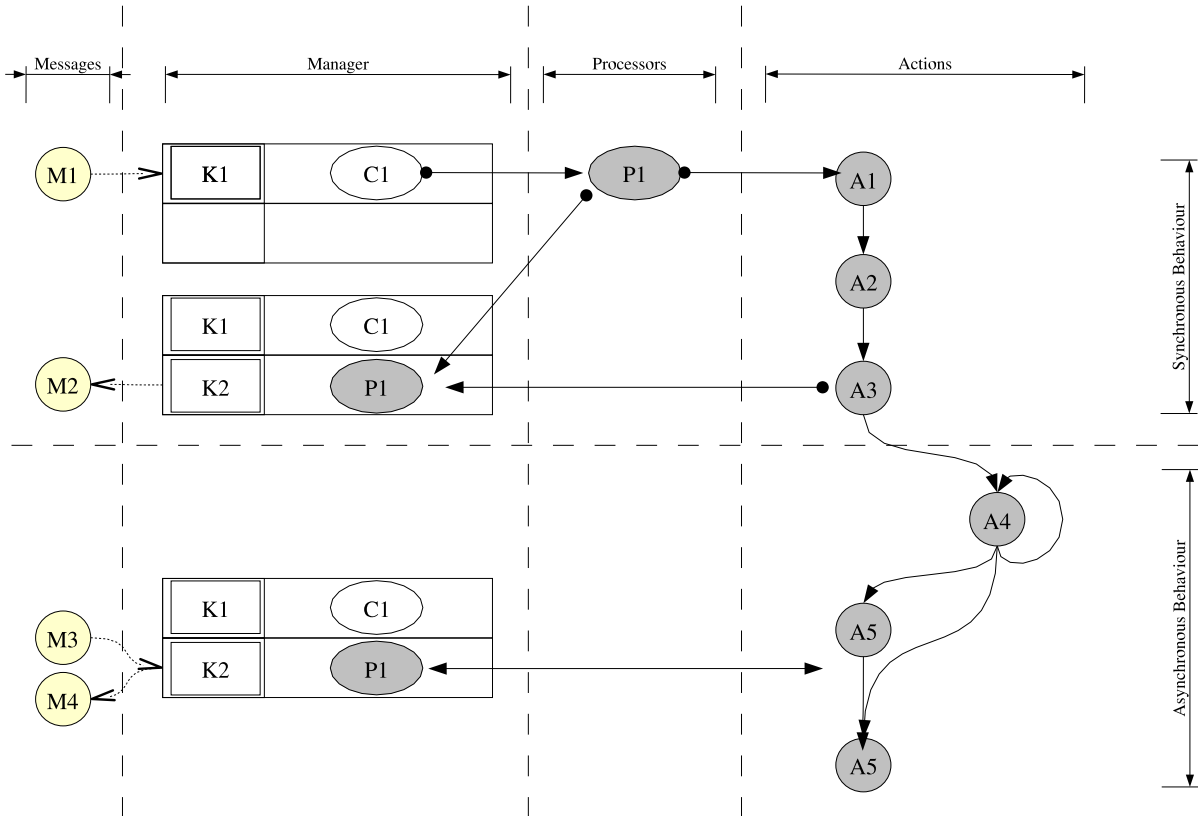 Messages
Manager
Processors
Actions
M1
K1
C1
P1
A1
A2
K1
C1
M2
K2
P1
A3
Synchronous Behaviour
A4
K1
C1
A5
M3
K2
P1
M4
A5
Asynchronous Behaviour